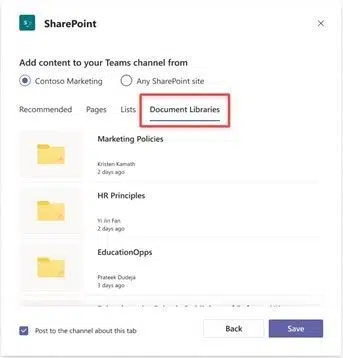 SharePoint
Add content to your Teams channel from
Contoso Marketing
Any SharePoint site
Recommended
Pages
Lists
Document Libraries
Marketing Policies
Kristen Kamath
2 days ago
HR Principles
Yi Jin Fan
2 days ago
EducationOpps
Prateek Dudeja
3 days ago
Post to the channel about this tab
Back
Save